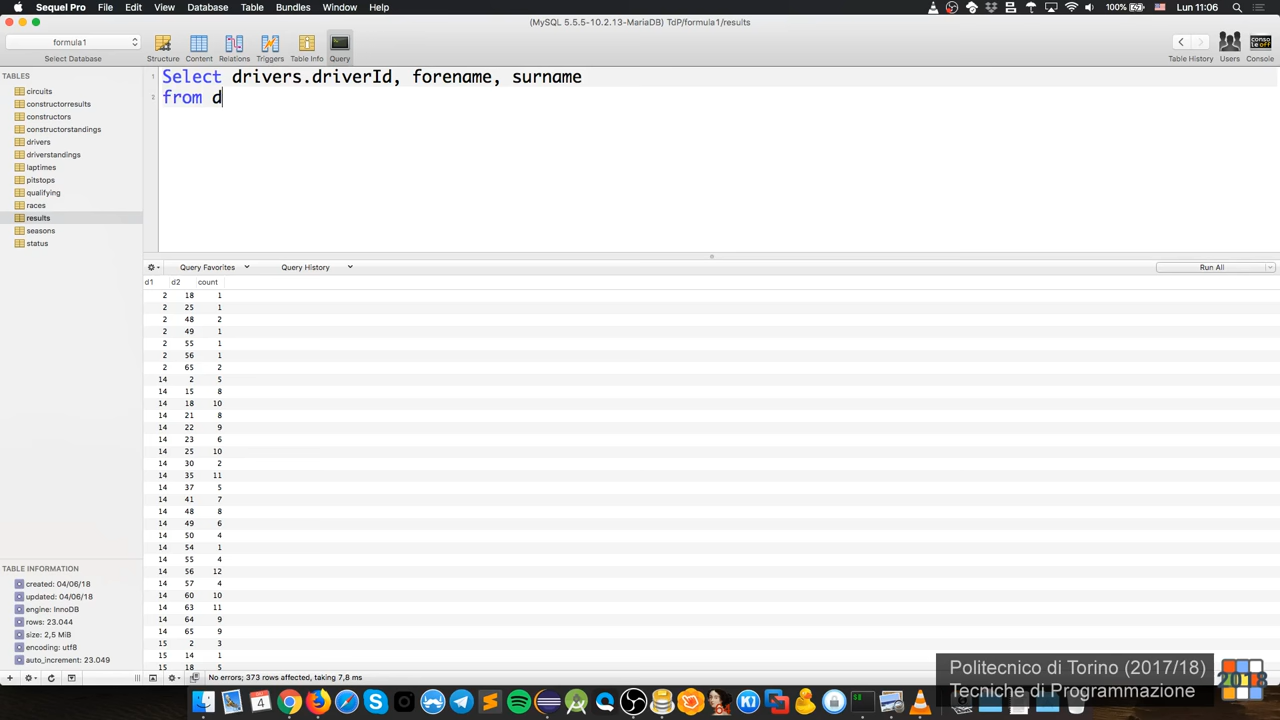 Sequel Pro File Edit View Database Table Bundles Window Help 100% Lun 11:06
(MySQL 5.5.5-10.2.13-MariaDB) TdP/formula1/results
formula1
Select Database Structure Content Relations Triggers Table Info Query Table History Users Console
TABLES
circuits
constructorresults
constructors
constructorstandings
drivers
driverstandings
laptimes
pitstops
qualifying
races
results
seasons
status
TABLE INFORMATION
created: 04/06/18
updated: 04/06/18
engine: InnoDB
rows: 23.044
size: 2,5 MiB
encoding: utf8
auto_increment: 23.049
1 Select drivers.driverId, forename, surname
2 from d
Query Favorites Query History Run All
d1 d2 count
2 18 1
2 25 1
2 48 2
2 49 1
2 55 1
2 56 1
2 65 2
14 2 5
14 15 8
14 18 10
14 21 8
14 22 9
14 23 6
14 25 10
14 30 2
14 35 11
14 37 5
14 41 7
14 48 8
14 49 6
14 50 4
14 54 1
14 55 4
14 56 12
14 57 4
14 60 10
14 63 11
14 64 9
14 65 9
15 2 3
15 14 1
15 18 5
No errors; 373 rows affected, taking 7,8 ms
Politecnico di Torino (2017/18)
Tecniche di Programmazione
2018